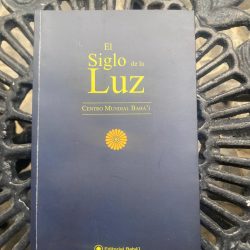 El
Siglo de la
Luz
CENTRO MUNDIAL BAHÁ'Í
Editorial Bahá'í